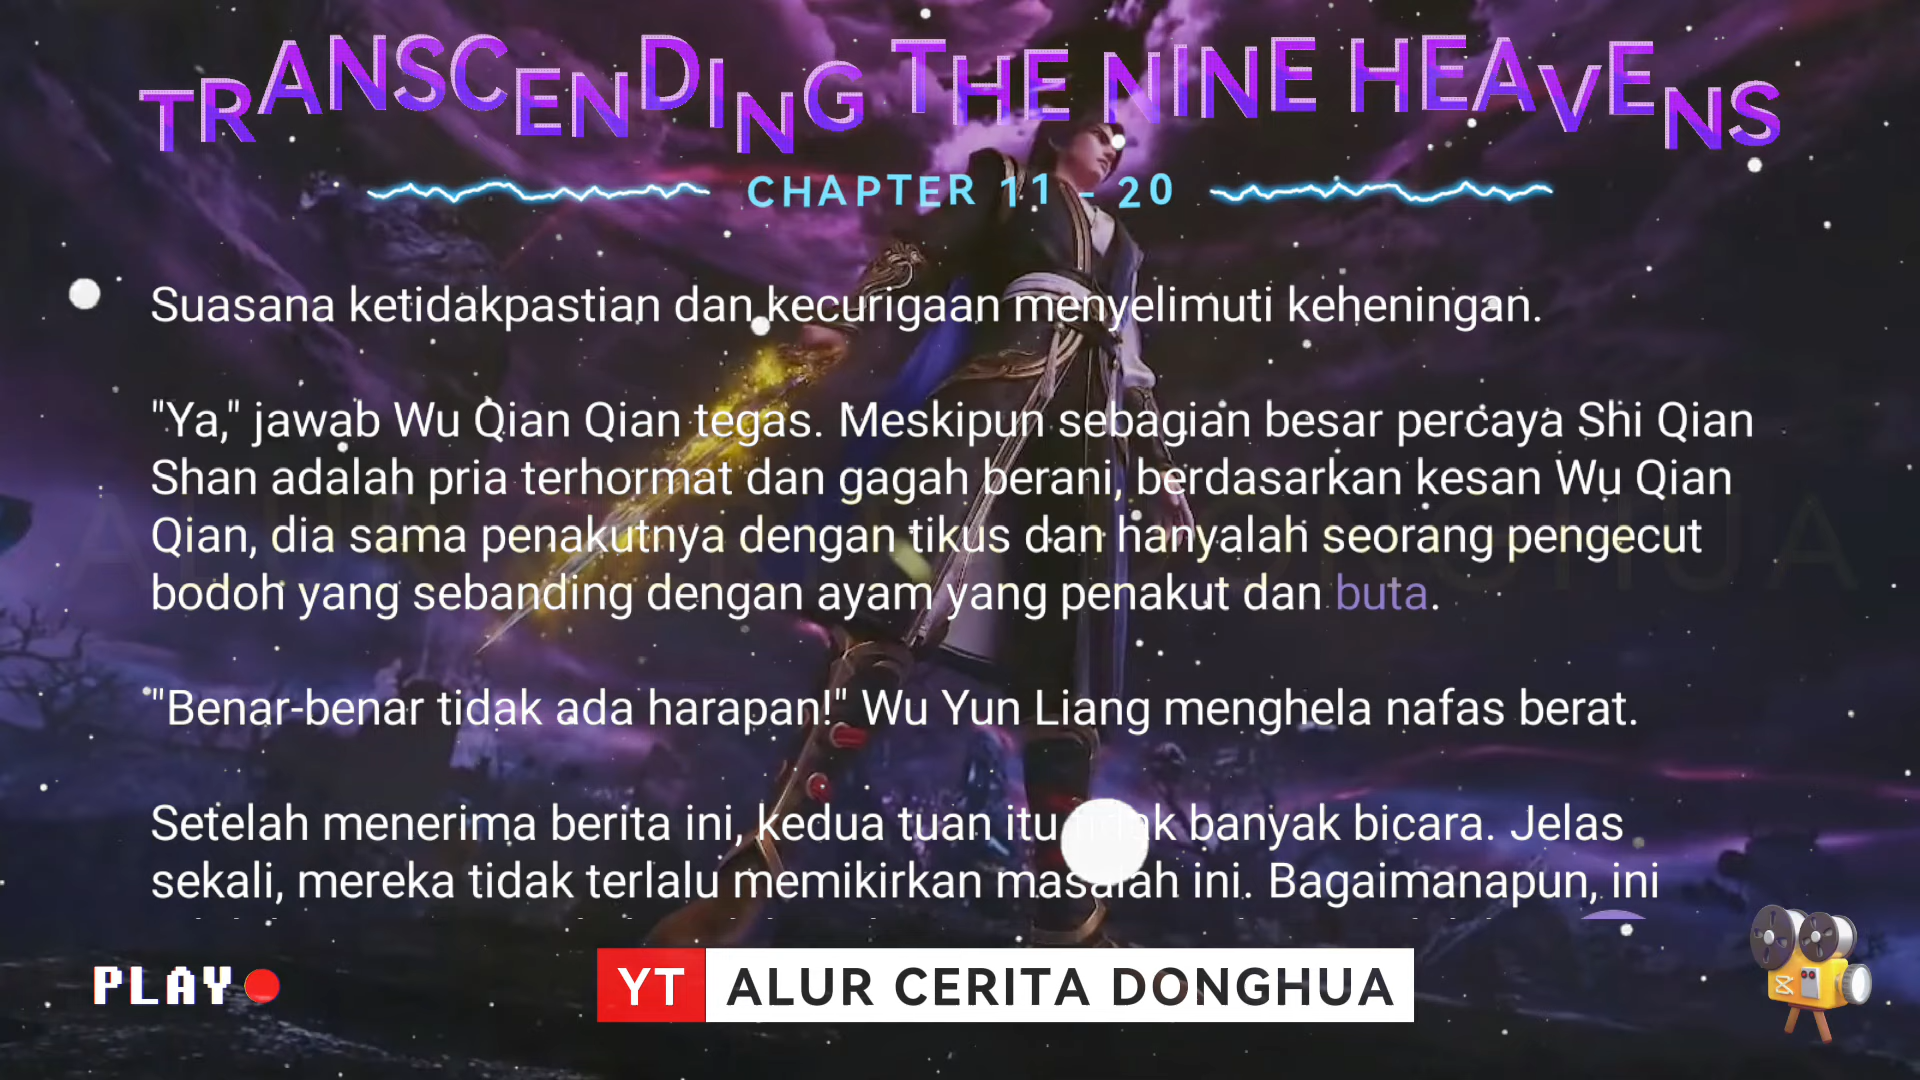 TRANSCENDING THE NINE HEAVENS
CHAPTER 11 - 20
Suasana ketidakpastian dan kecurigaan menyelimuti keheningan.
"Ya," jawab Wu Qian Qian tegas. Meskipun sebagian besar percaya Shi Qian
Shan adalah pria terhormat dan gagah berani, berdasarkan kesan Wu Qian
Qian, dia sama penakutnya dengan tikus dan hanyalah seorang pengecut
bodoh yang sebanding dengan ayam yang penakut dan buta.
"Benar-benar tidak ada harapan!" Wu Yun Liang menghela nafas berat.
Setelah menerima berita ini, kedua tuan itu banyak bicara. Jelas
sekali, mereka tidak terlalu memikirkan masalah ini. Bagaimanapun, ini
PLAY
YT ALUR CERITA DONGHUA